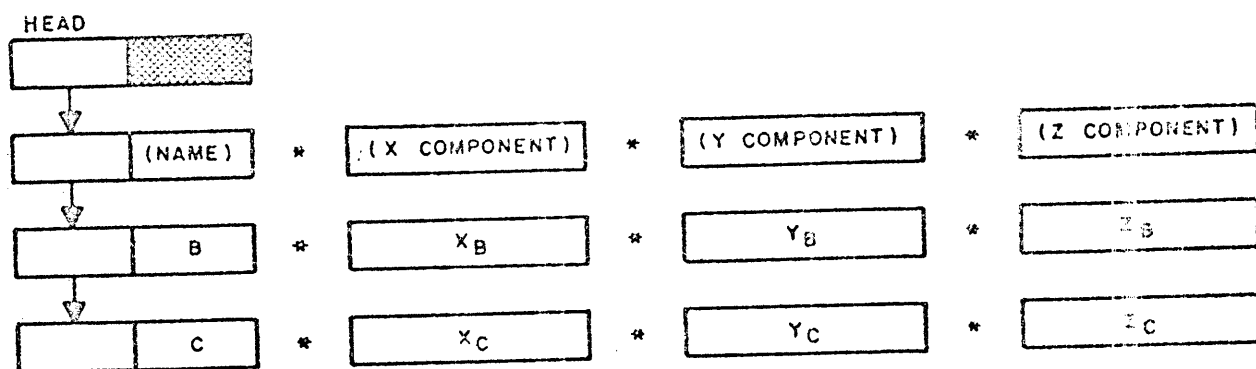 HEAD
(NAME) * (X COMPONENT) * (Y COMPONENT) * (Z COMPONENT)
B * X_B * Y_B * Z_B
C * X_C * Y_C * Z_C